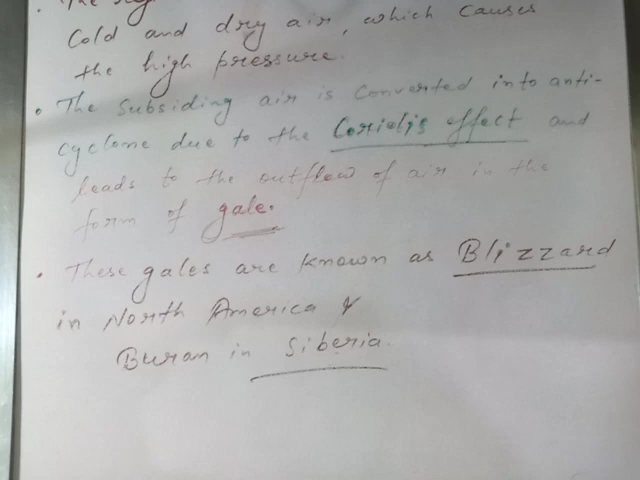 • The
Cold and dry air, which causes
the high pressure.
• The Subsiding air is Converted into anti-
cyclone due to the Coriolis effect and
leads to the outflow of air in the
form of gale.
• These gales are known as Blizzard
in North America &
Buran in Siberia.